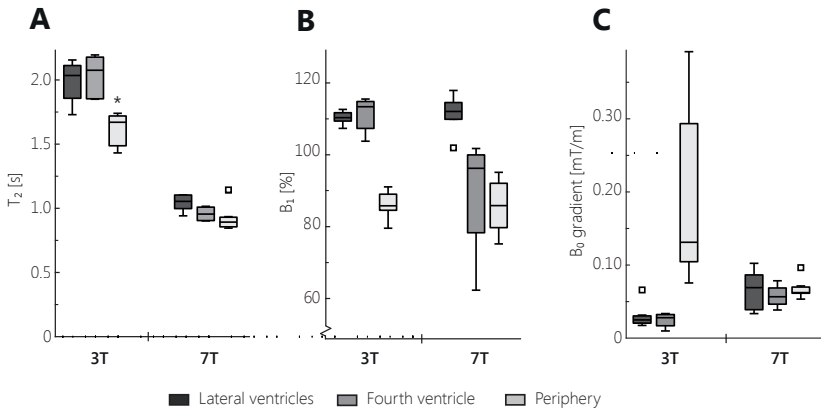 A
B
C
T₂ [s]
2.0
1.5
1.0
0.5
0
*
3T
7T
B₁ [%]
120
100
80
60
3T
7T
B₀ gradient [mT/m]
0.30
0.20
0.10
0
3T
7T
Lateral ventricles
Fourth ventricle
Periphery